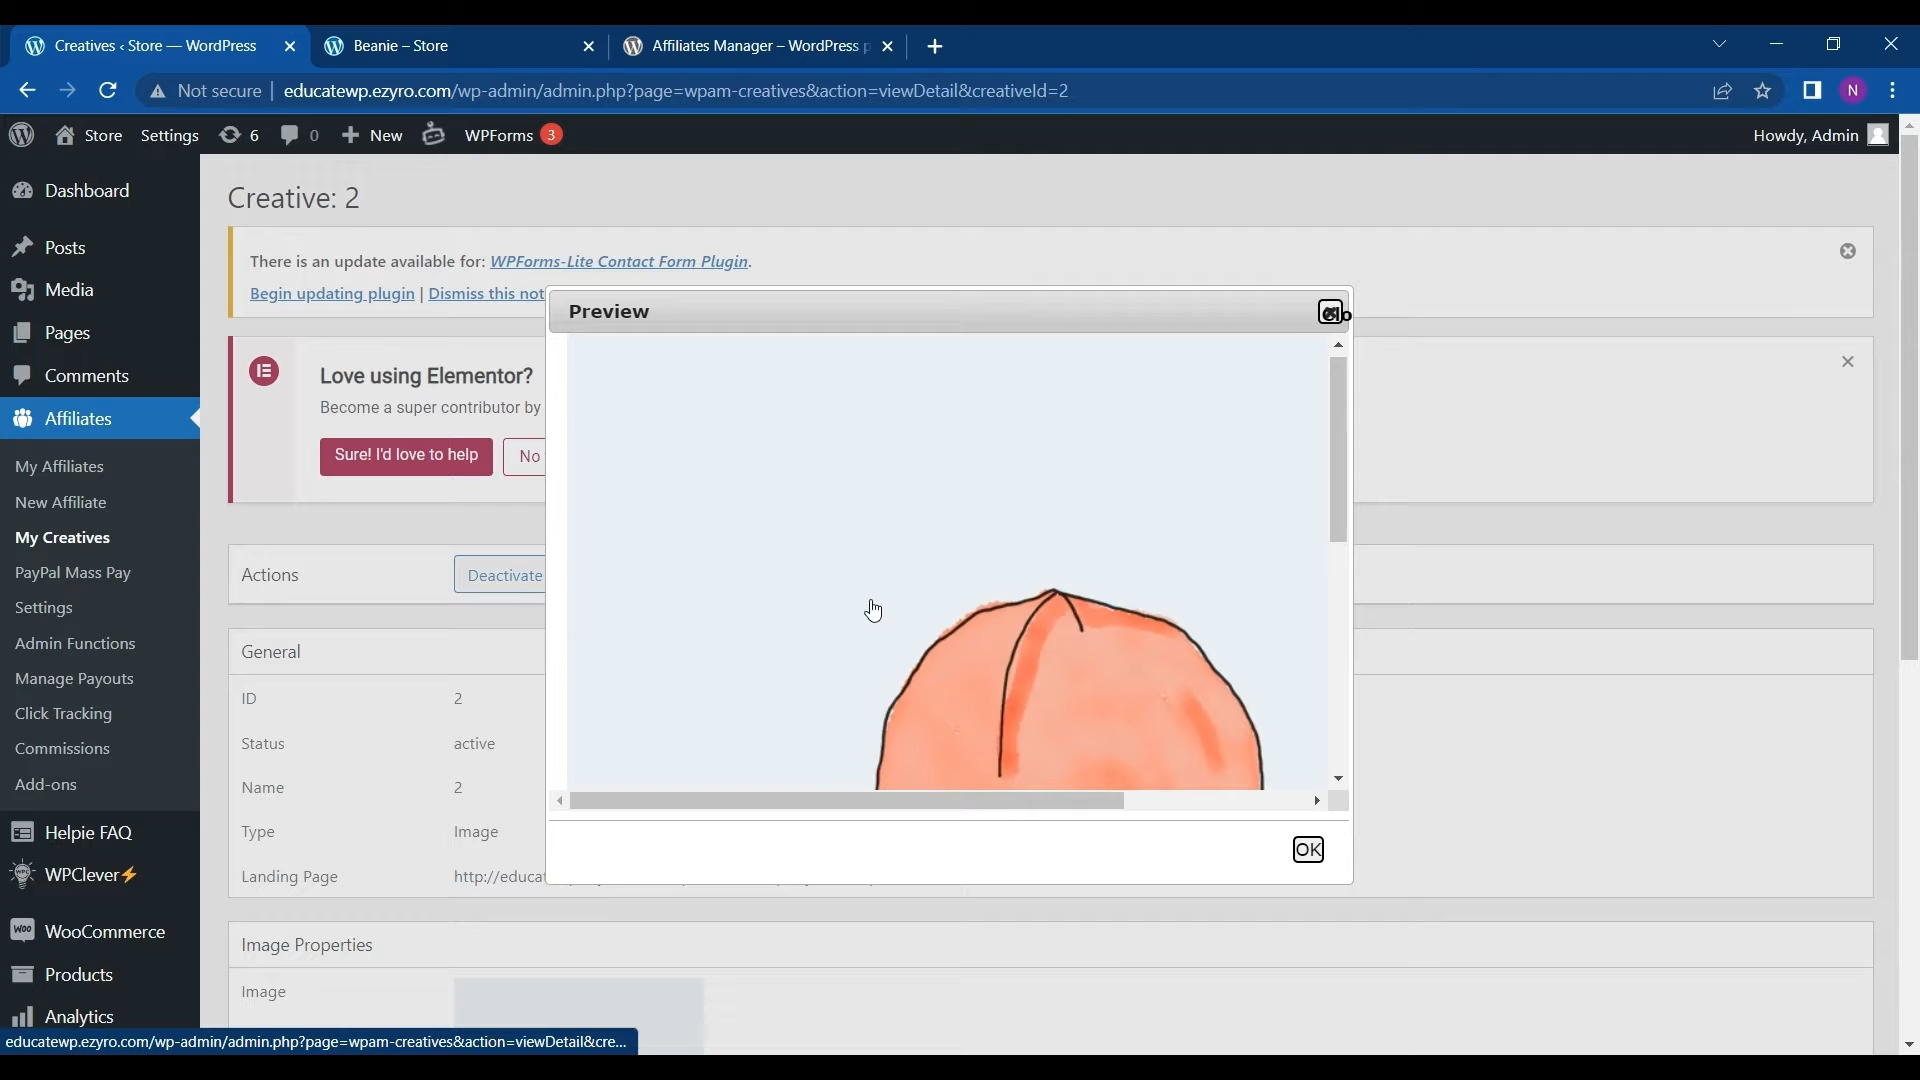 Creatives ‹ Store — WordPress
Beanie – Store
Affiliates Manager – WordPress p
Not secure
educatewp.ezyro.com/wp-admin/admin.php?page=wpam-creatives&action=viewDetail&creativeId=2
N
Store
Settings
6
0
New
WPForms 3
Howdy, Admin
Dashboard
Posts
Media
Pages
Comments
Affiliates
My Affiliates
New Affiliate
My Creatives
PayPal Mass Pay
Settings
Admin Functions
Manage Payouts
Click Tracking
Commissions
Add-ons
Helpie FAQ
WPClever⚡
WooCommerce
Products
Analytics
Creative: 2
There is an update available for: WPForms-Lite Contact Form Plugin.
Begin updating plugin | Dismiss this not
Love using Elementor?
Become a super contributor by
Sure! I'd love to help
No
Actions
Deactivate
General
ID 2
Status active
Name 2
Type Image
Landing Page http://educat
Image Properties
Image
Preview
OK
educatewp.ezyro.com/wp-admin/admin.php?page=wpam-creatives&action=viewDetail&cre...